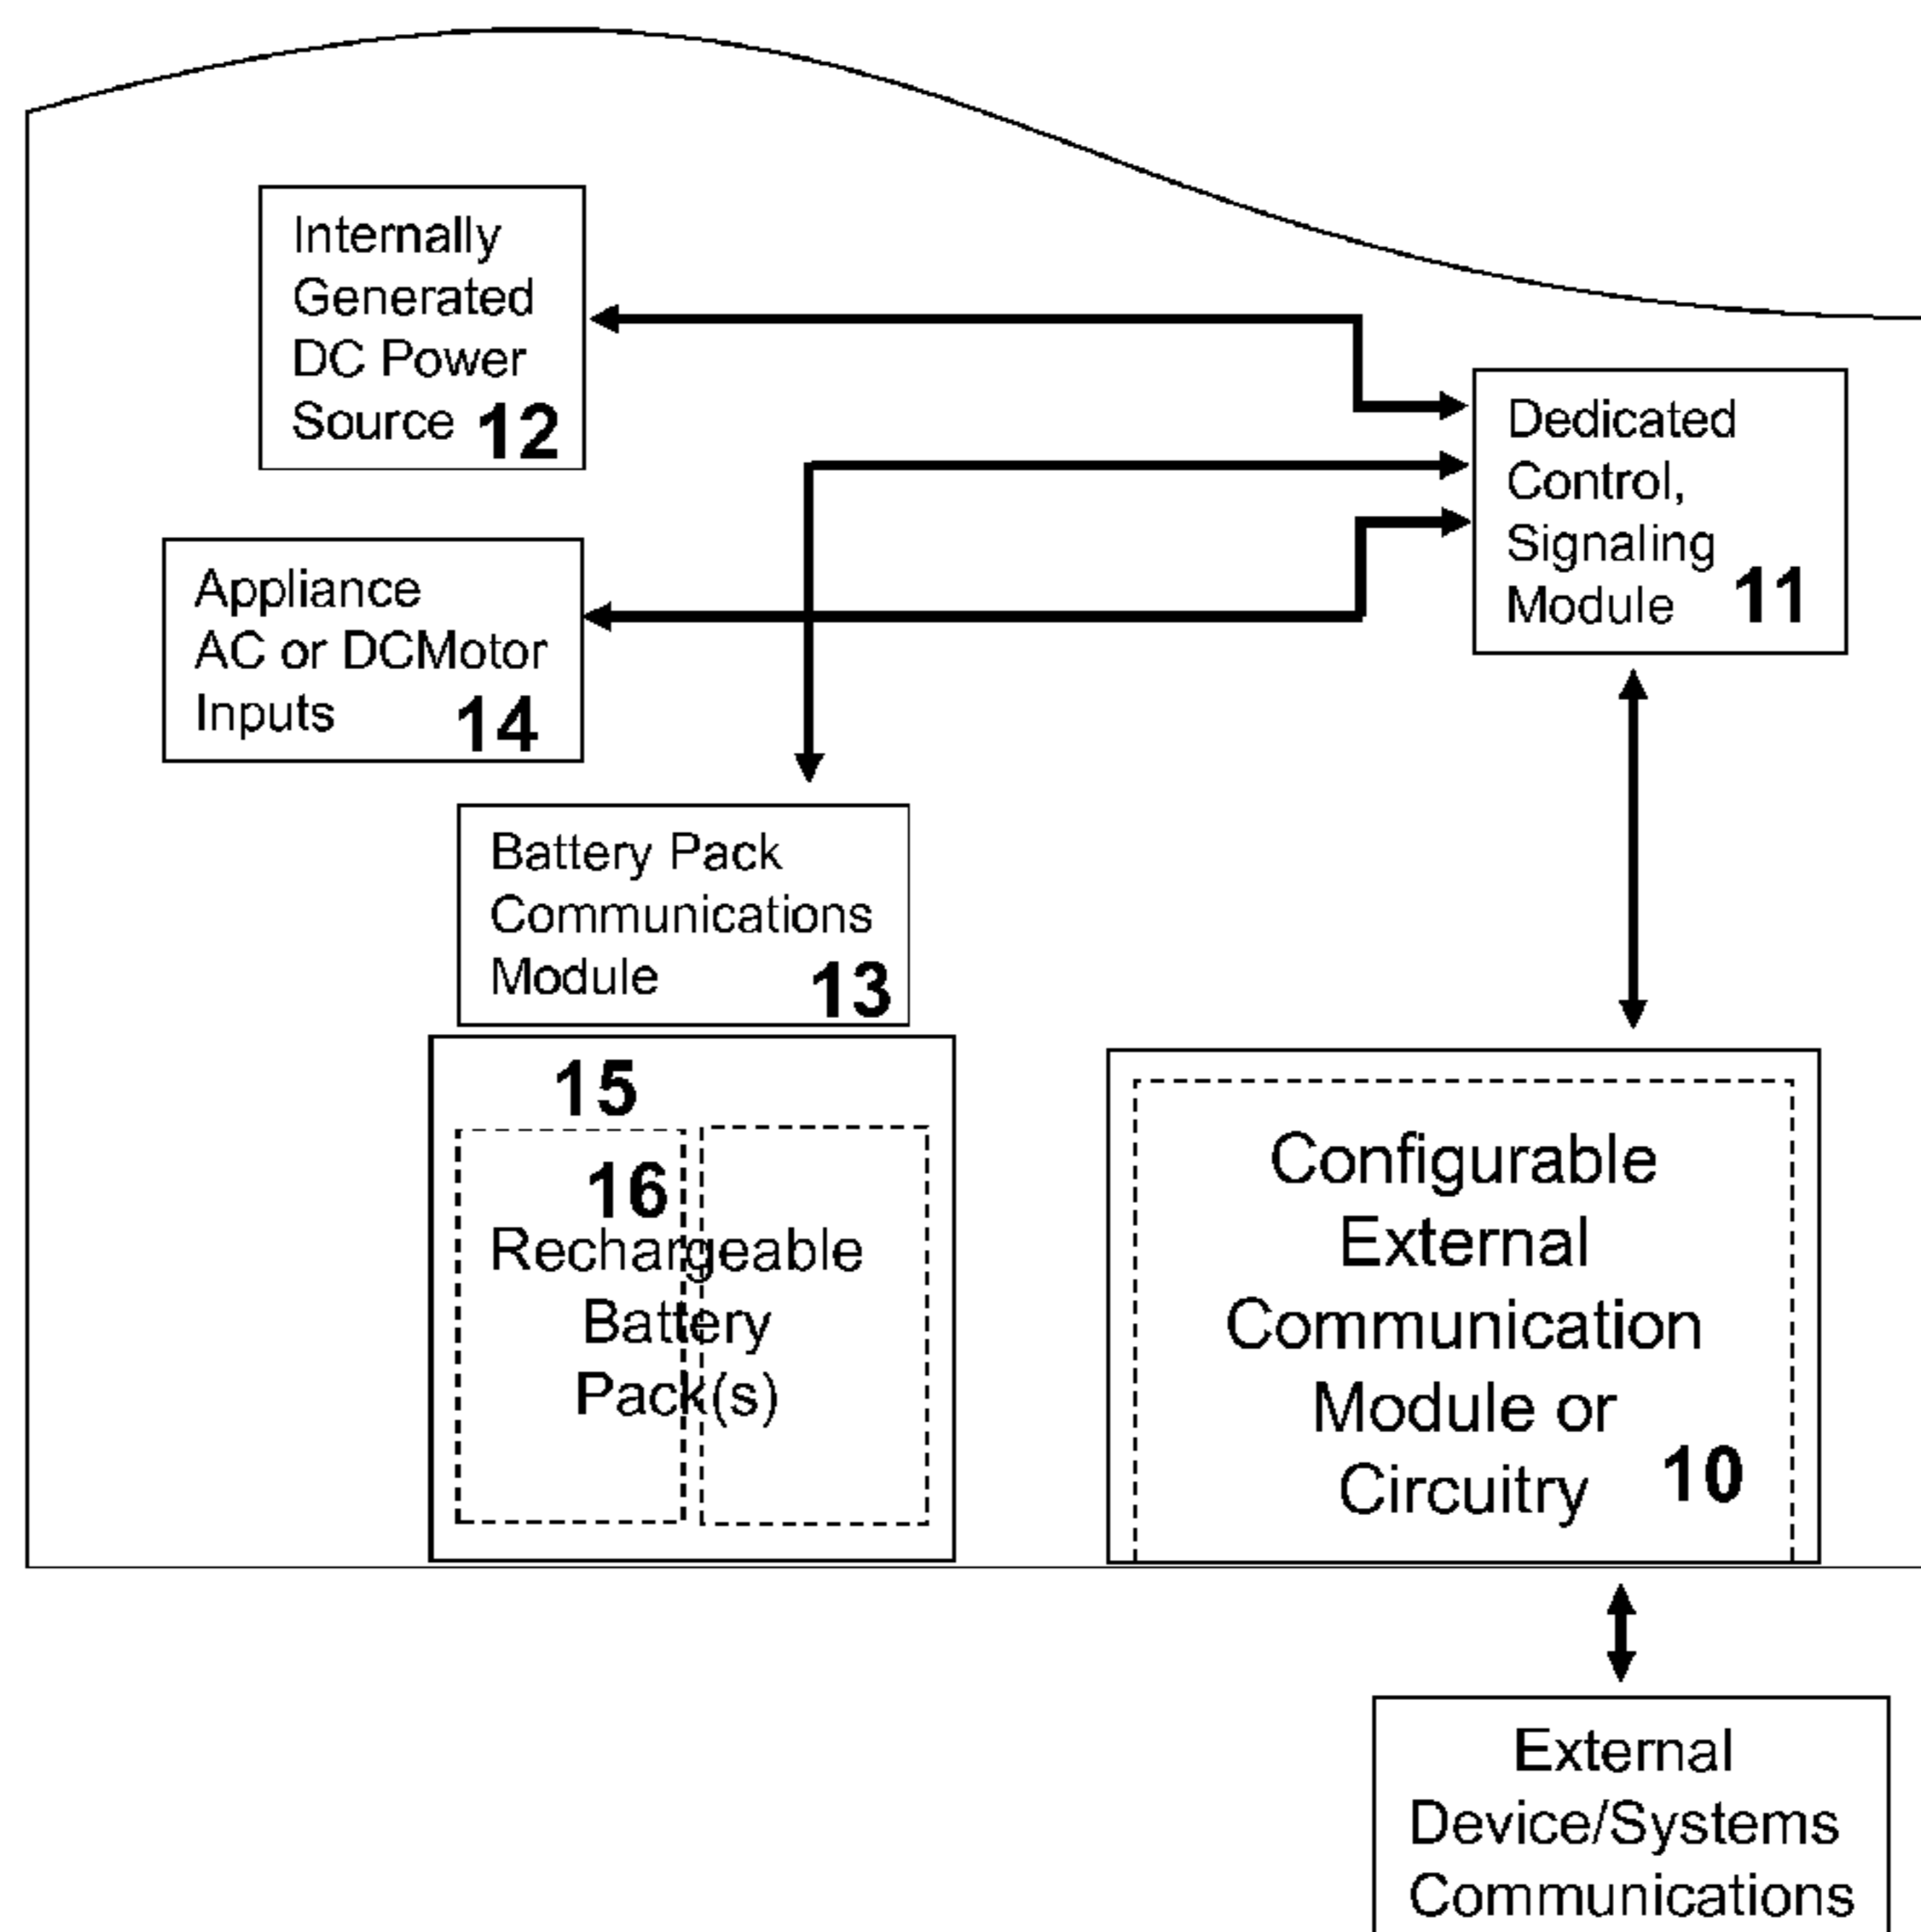 Internally
Generated
DC Power
Source 12
Dedicated
Control,
Signaling
Module 11
Appliance
AC or DCMotor
Inputs 14
Battery Pack
Communications
Module 13
15
16
Rechargeable
Battery
Pack(s)
Configurable
External
Communication
Module or
Circuitry 10
External
Device/Systems
Communications